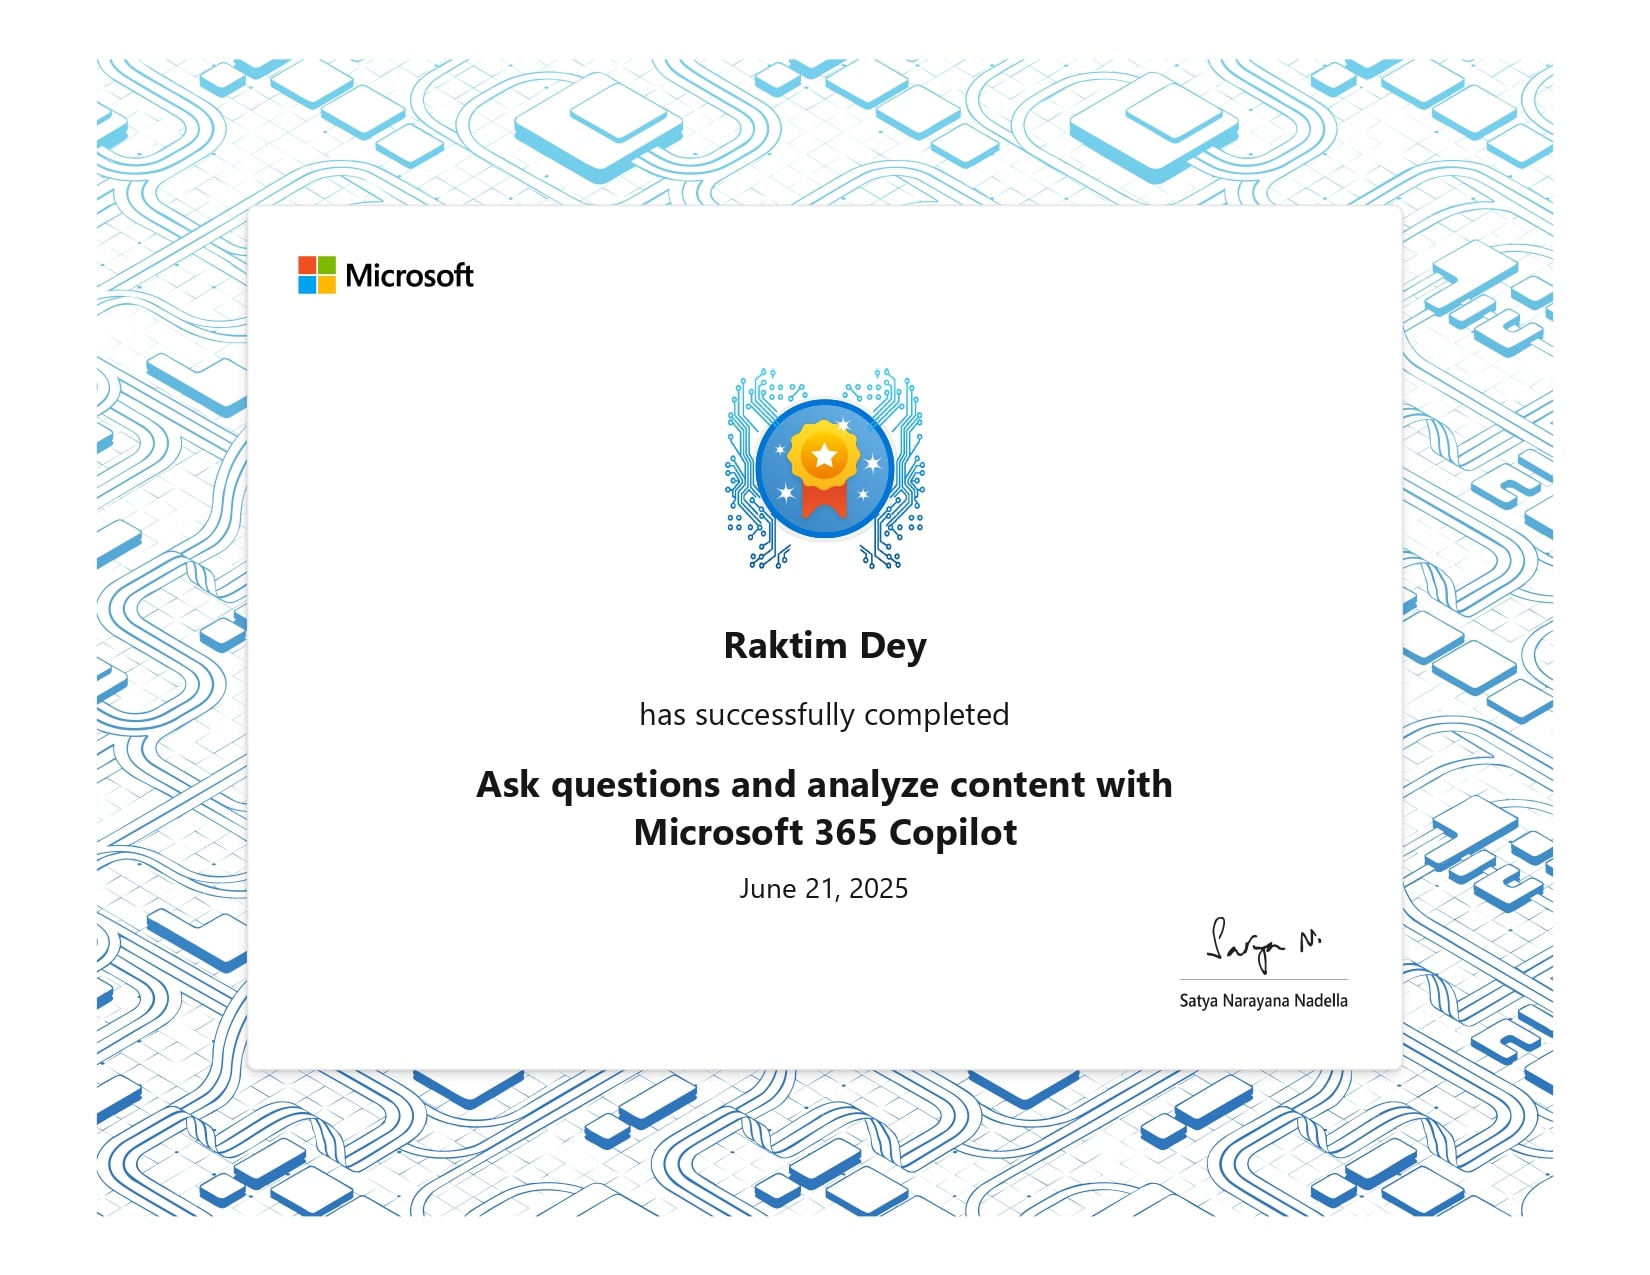 Microsoft
Raktim Dey
has successfully completed
Ask questions and analyze content with
Microsoft 365 Copilot
June 21, 2025
Satya N.
Satya Narayana Nadella